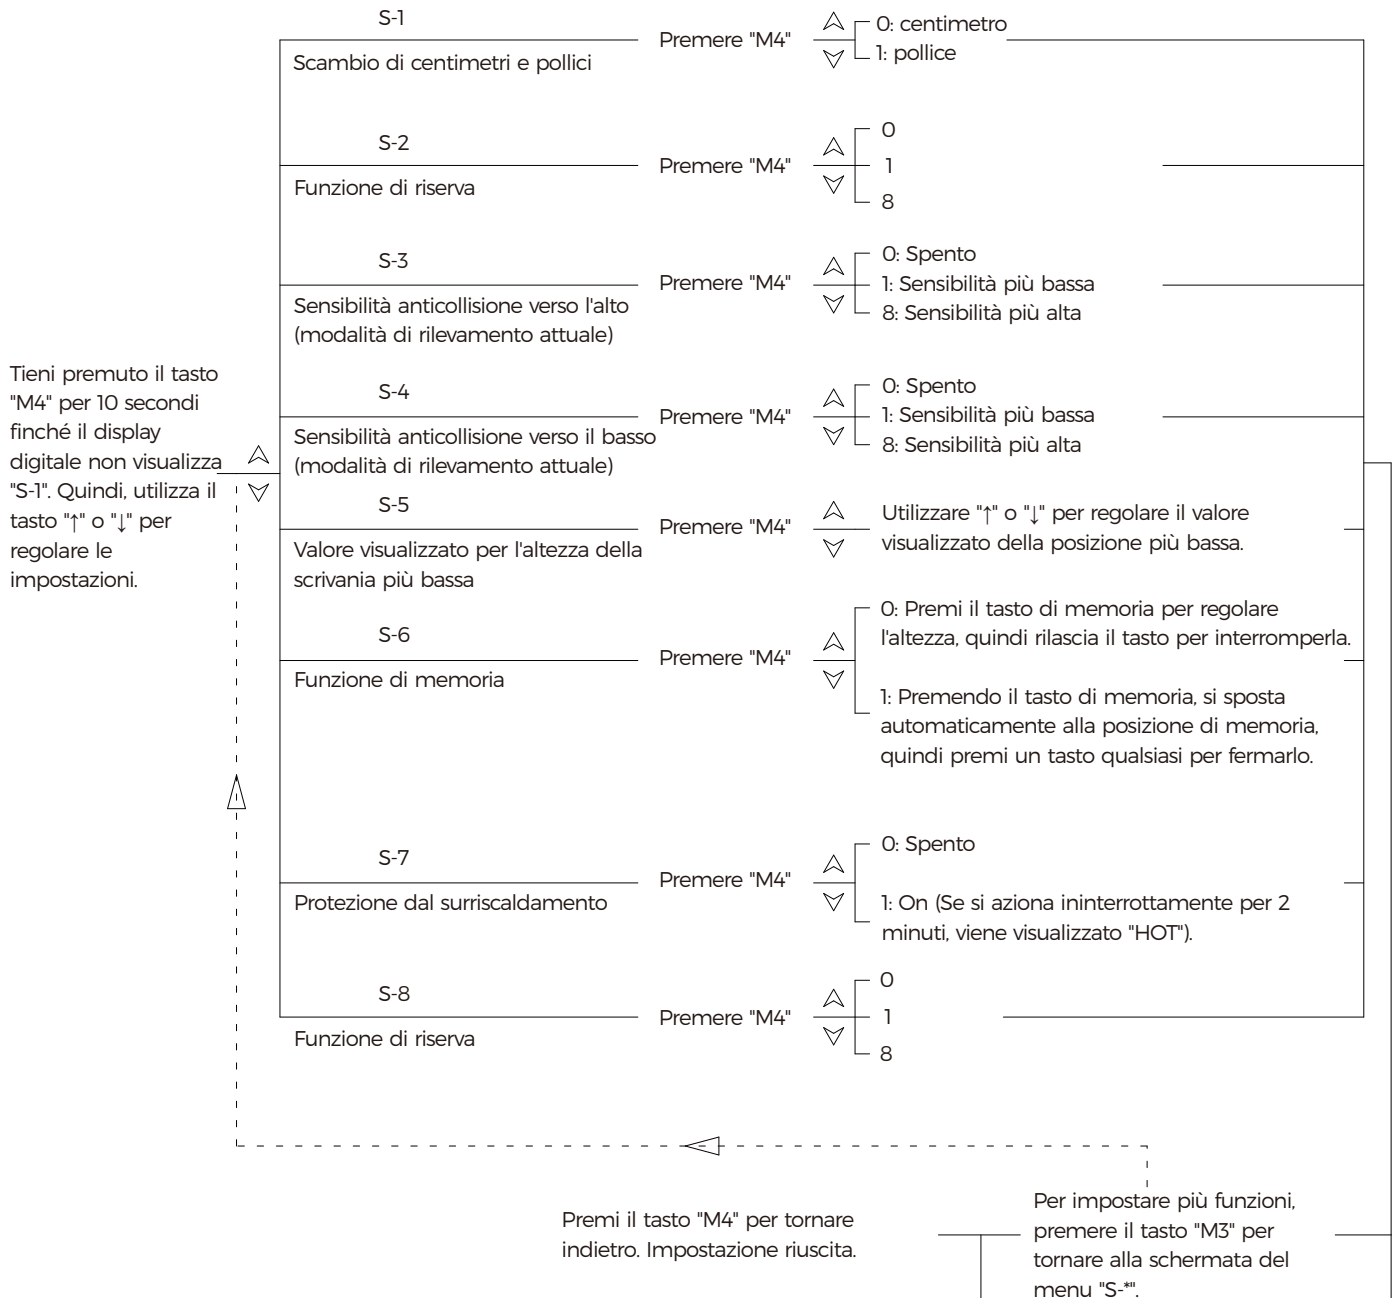 Tieni premuto il tasto
"M4" per 10 secondi
finché il display
digitale non visualizza
"S-1". Quindi, utilizza il
tasto "↑" o "↓" per
regolare le
impostazioni.
S-1
Scambio di centimetri e pollici
Premere "M4"
0: centimetro
1: pollice
S-2
Funzione di riserva
Premere "M4"
0
1
8
S-3
Sensibilità anticollisione verso l'alto
(modalità di rilevamento attuale)
Premere "M4"
0: Spento
1: Sensibilità più bassa
8: Sensibilità più alta
S-4
Sensibilità anticollisione verso il basso
(modalità di rilevamento attuale)
Premere "M4"
0: Spento
1: Sensibilità più bassa
8: Sensibilità più alta
S-5
Valore visualizzato per l'altezza della
scrivania più bassa
Premere "M4"
Utilizzare "↑" o "↓" per regolare il valore
visualizzato della posizione più bassa.
S-6
Funzione di memoria
Premere "M4"
0: Premi il tasto di memoria per regolare
l'altezza, quindi rilascia il tasto per interromperla.
1: Premendo il tasto di memoria, si sposta
automaticamente alla posizione di memoria,
quindi premi un tasto qualsiasi per fermarlo.
S-7
Protezione dal surriscaldamento
Premere "M4"
0: Spento
1: On (Se si aziona ininterrottamente per 2
minuti, viene visualizzato "HOT").
S-8
Funzione di riserva
Premere "M4"
0
1
8
Premi il tasto "M4" per tornare
indietro. Impostazione riuscita.
Per impostare più funzioni,
premere il tasto "M3" per
tornare alla schermata del
menu "S-*".